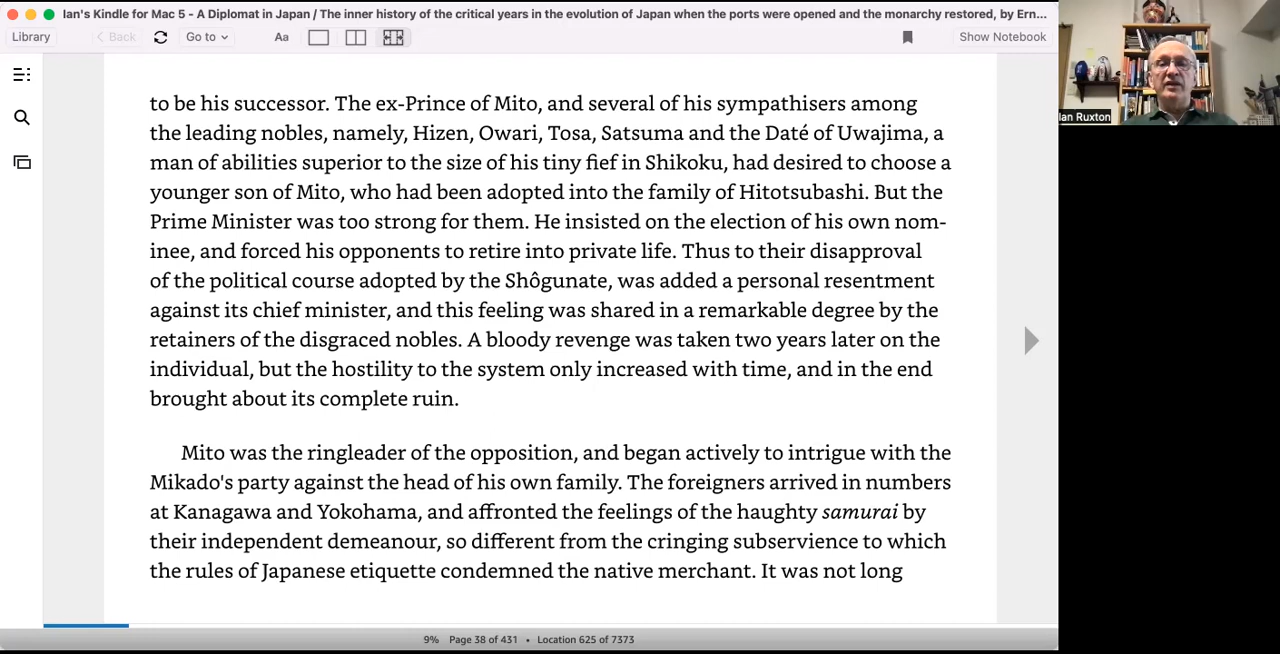 Ian's Kindle for Mac 5 - A Diplomat in Japan / The inner history of the critical years in the evolution of Japan when the ports were opened and the monarchy restored, by Ern...
Library
Back
Go to
Aa
Show Notebook
to be his successor. The ex-Prince of Mito, and several of his sympathisers among
the leading nobles, namely, Hizen, Owari, Tosa, Satsuma and the Daté of Uwajima, a
man of abilities superior to the size of his tiny fief in Shikoku, had desired to choose a
younger son of Mito, who had been adopted into the family of Hitotsubashi. But the
Prime Minister was too strong for them. He insisted on the election of his own nom-
inee, and forced his opponents to retire into private life. Thus to their disapproval
of the political course adopted by the Shôgunate, was added a personal resentment
against its chief minister, and this feeling was shared in a remarkable degree by the
retainers of the disgraced nobles. A bloody revenge was taken two years later on the
individual, but the hostility to the system only increased with time, and in the end
brought about its complete ruin.
Mito was the ringleader of the opposition, and began actively to intrigue with the
Mikado's party against the head of his own family. The foreigners arrived in numbers
at Kanagawa and Yokohama, and affronted the feelings of the haughty samurai by
their independent demeanour, so different from the cringing subservience to which
the rules of Japanese etiquette condemned the native merchant. It was not long
9% Page 38 of 431 • Location 625 of 7373
Ian Ruxton